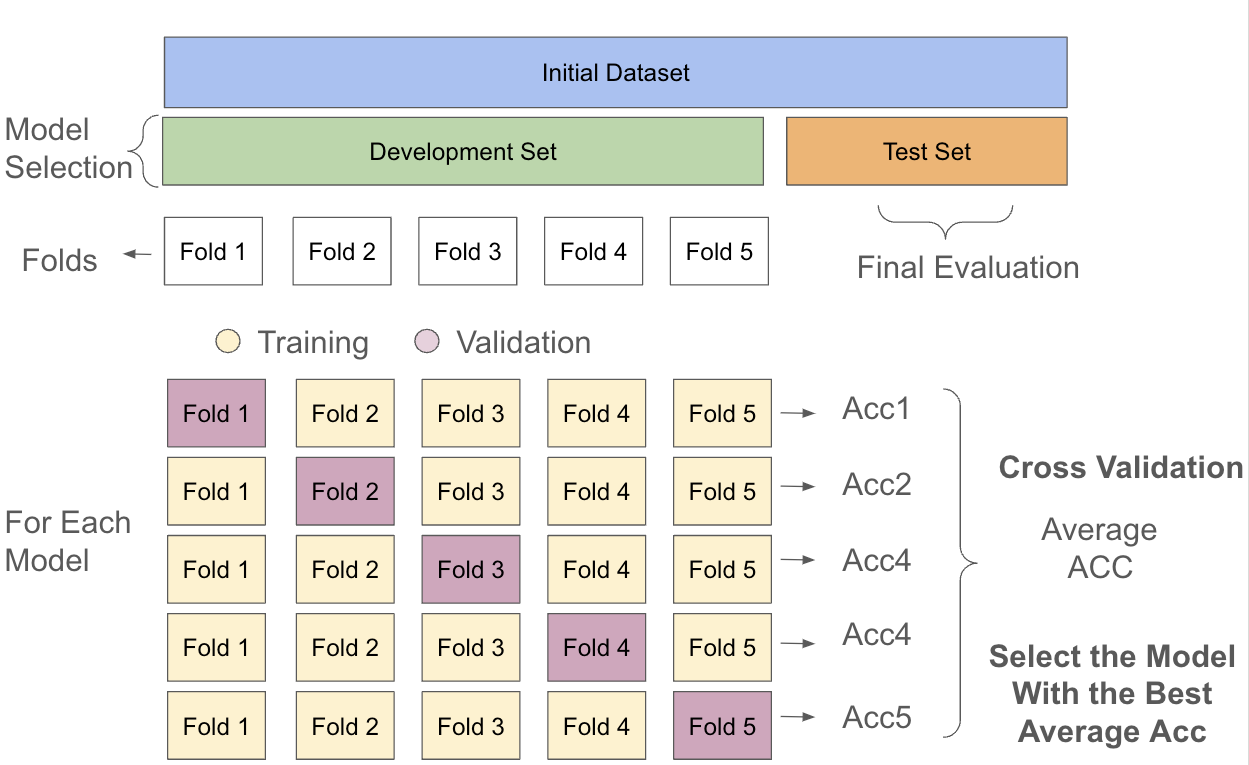 Initial Dataset
Model
Selection
Development Set
Test Set
Folds
Fold 1
Fold 2
Fold 3
Fold 4
Fold 5
Final Evaluation
Training
Validation
For Each
Model
Fold 1
Fold 2
Fold 3
Fold 4
Fold 5
Acc1
Fold 1
Fold 2
Fold 3
Fold 4
Fold 5
Acc2
Fold 1
Fold 2
Fold 3
Fold 4
Fold 5
Acc4
Fold 1
Fold 2
Fold 3
Fold 4
Fold 5
Acc4
Fold 1
Fold 2
Fold 3
Fold 4
Fold 5
Acc5
Cross Validation
Average
ACC
Select the Model
With the Best
Average Acc